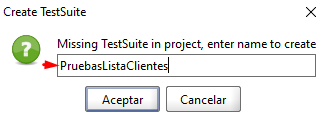 Create TestSuite
Missing TestSuite in project, enter name to create
PruebasListaClientes
Aceptar
Cancelar